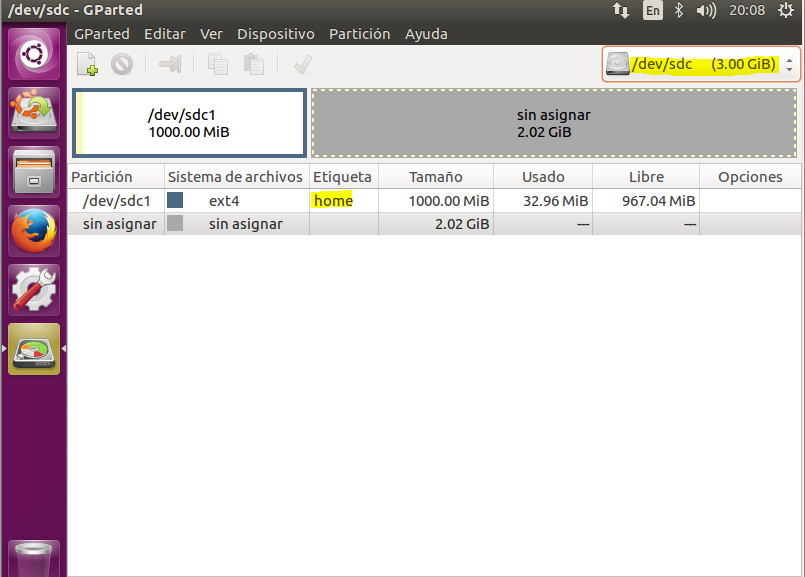 /dev/sdc - GParted
En
20:08
GParted Editar Ver Dispositivo Partición Ayuda
/dev/sdc (3.00 GiB)
/dev/sdc1
1000.00 MiB
sin asignar
2.02 GiB
Partición Sistema de archivos Etiqueta Tamaño Usado Libre Opciones
/dev/sdc1 ext4 home 1000.00 MiB 32.96 MiB 967.04 MiB
sin asignar sin asignar 2.02 GiB --- ---